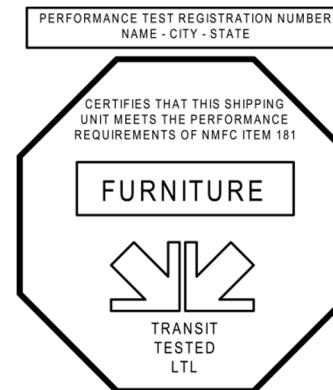 PERFORMANCE TEST REGISTRATION NUMBER
NAME - CITY - STATE
CERTIFIES THAT THIS SHIPPING
UNIT MEETS THE PERFORMANCE
REQUIREMENTS OF NMFC ITEM 181
FURNITURE
TRANSIT
TESTED
LTL